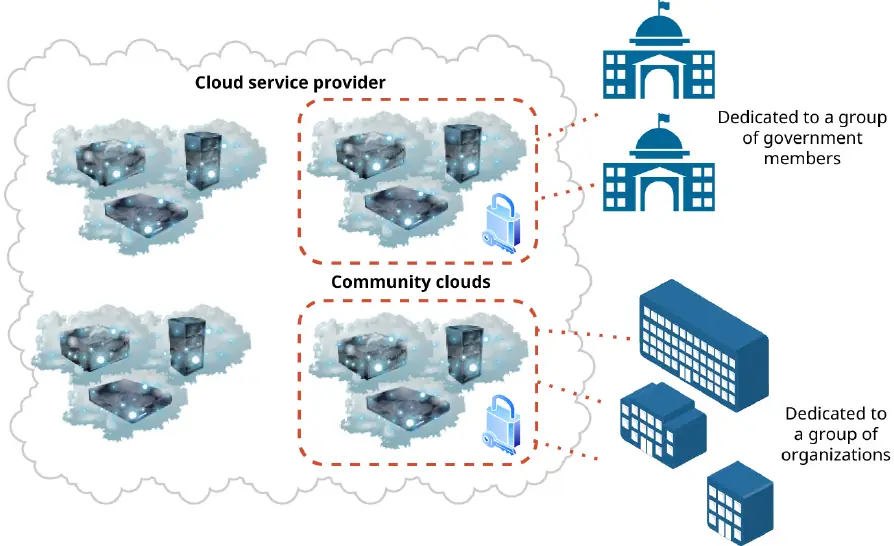 Cloud service provider
Dedicated to a group
of government
members
Community clouds
Dedicated to
a group of
organizations